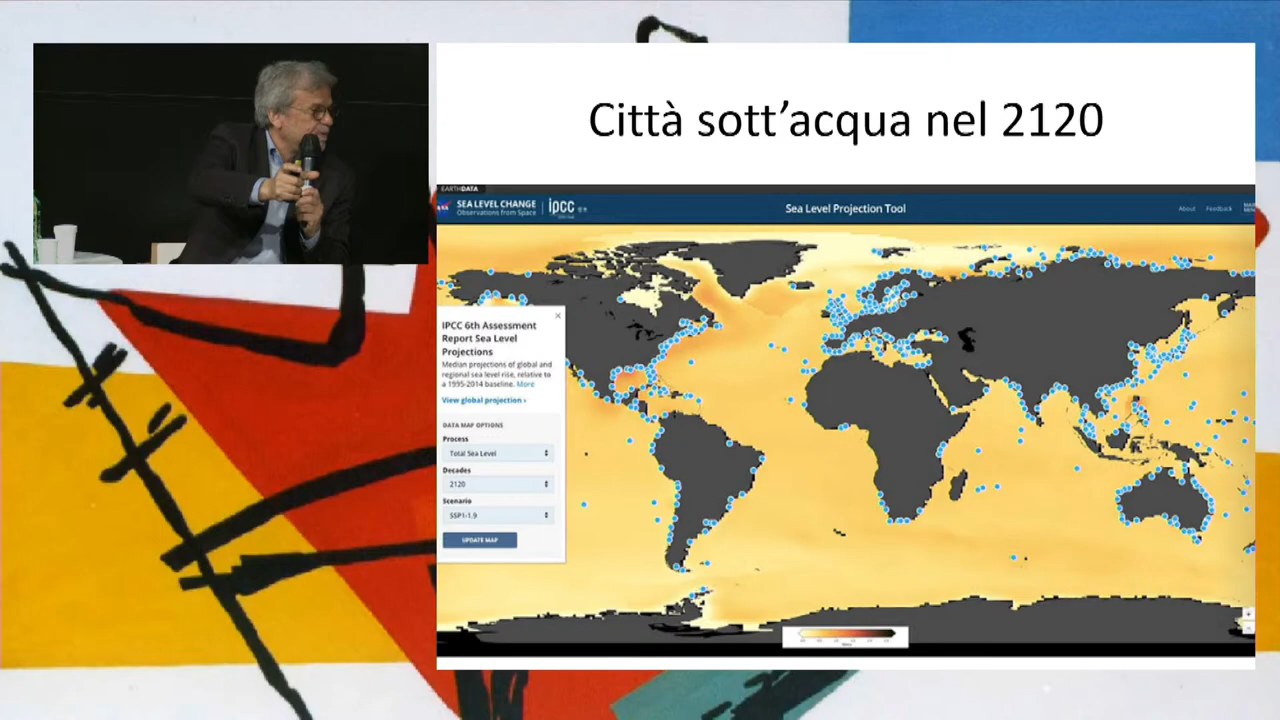 Città sott’acqua nel 2120
EARTHDATA
SEA LEVEL CHANGE
Observations from Space
ipcc
Sea Level Projection Tool
About
Feedback
IPCC 6th Assessment
Report Sea Level
Projections
Median projections of global and
regional sea level rise, relative to
a 1995-2014 baseline. More
View global projection ›
DATA MAP OPTIONS
Process
Total Sea Level
Decades
2120
Scenario
SSP1-1.9
UPDATE MAP